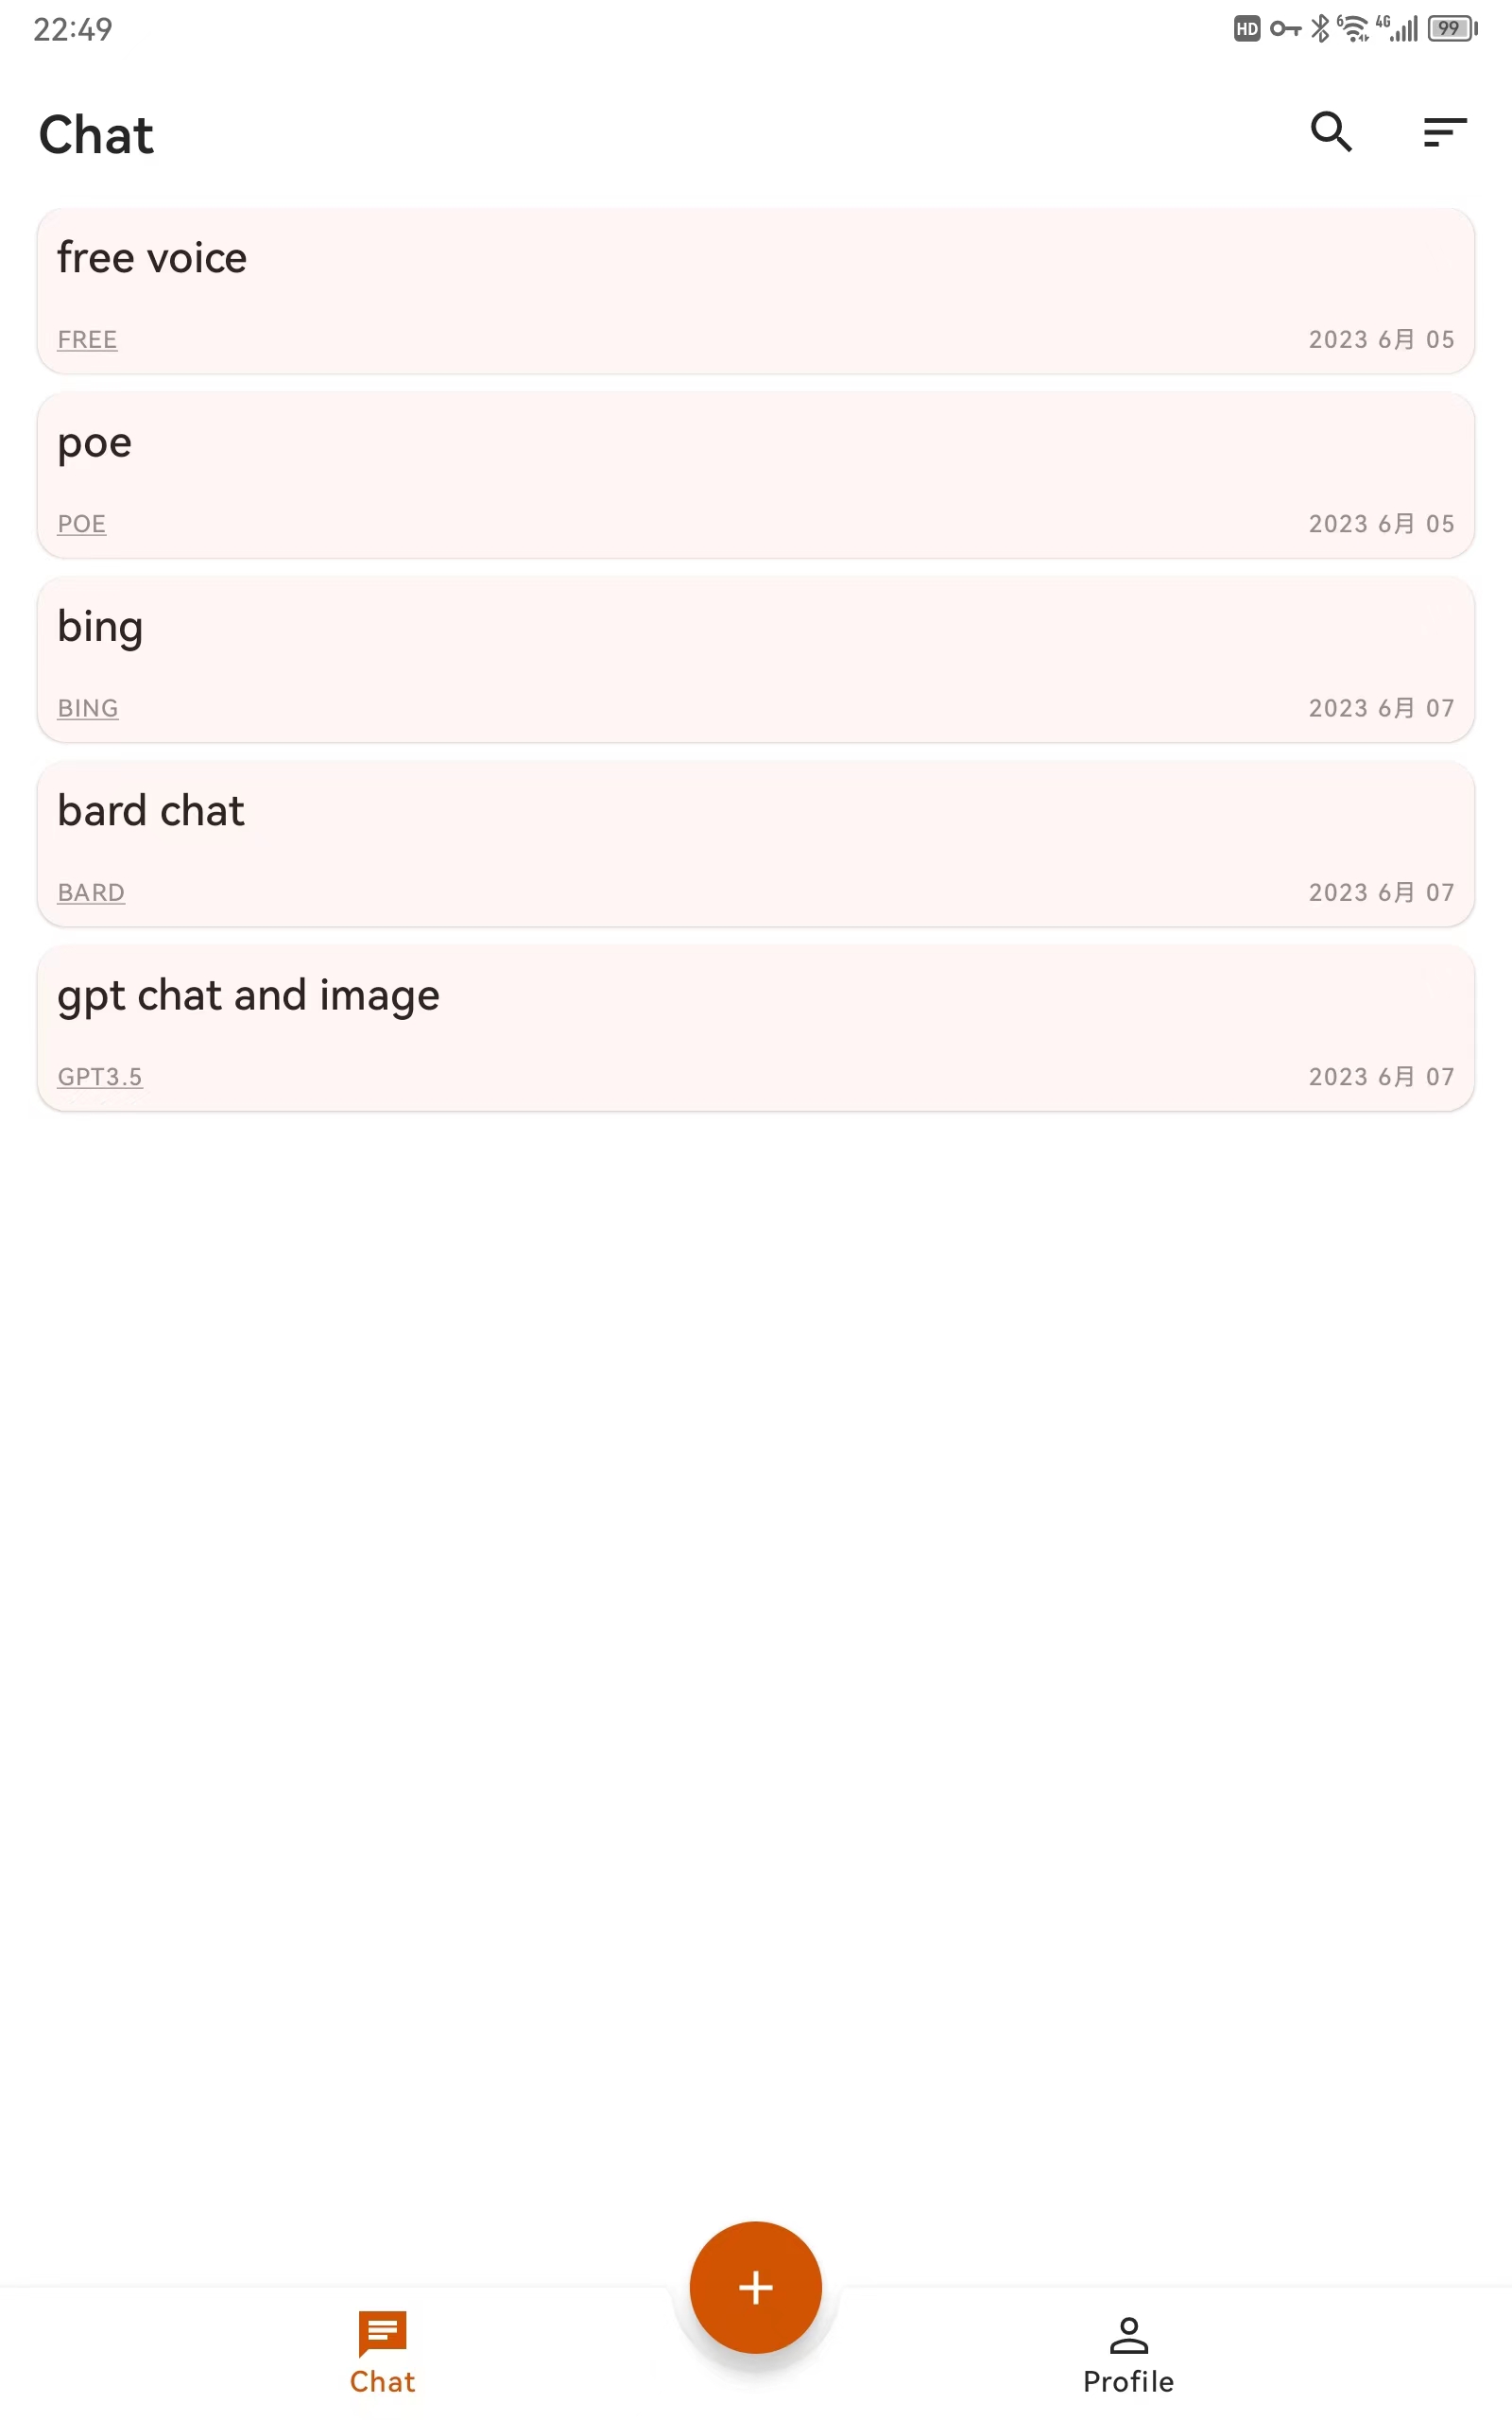 22:49 HD 6 4G 99
Chat
free voice
FREE 2023 6月 05
poe
POE 2023 6月 05
bing
BING 2023 6月 07
bard chat
BARD 2023 6月 07
gpt chat and image
GPT3.5 2023 6月 07
Chat Profile